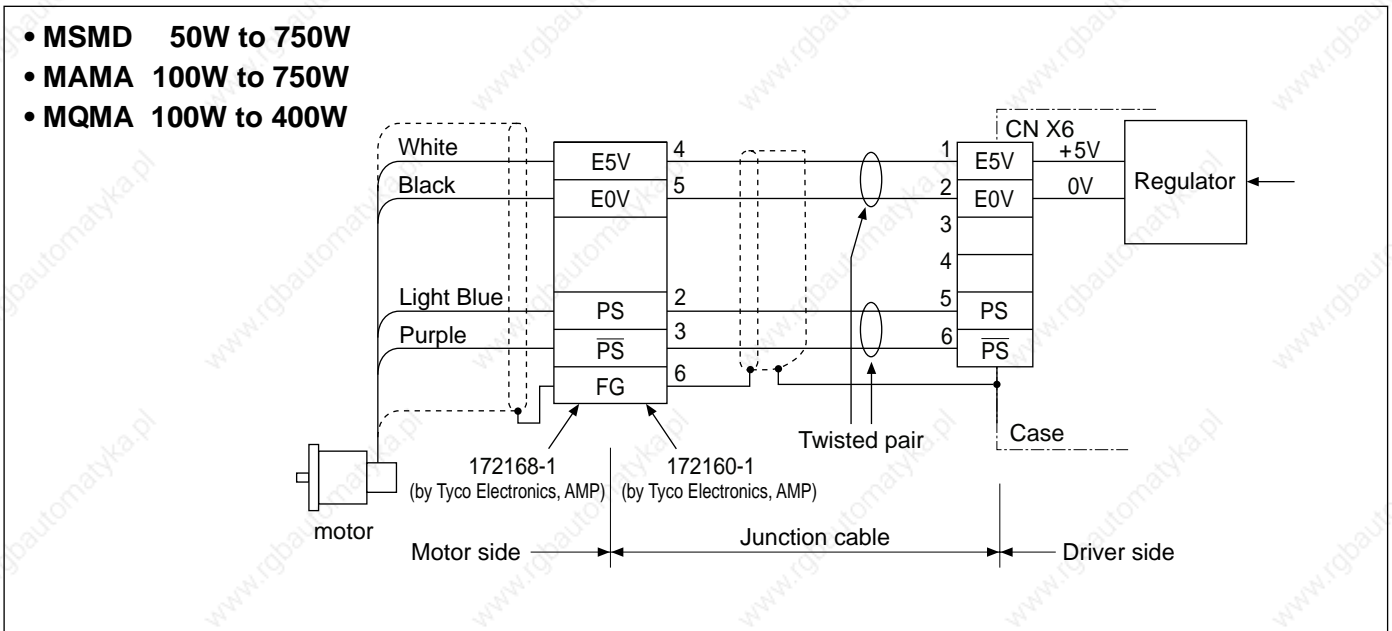 • MSMD 50W to 750W
• MAMA 100W to 750W
• MQMA 100W to 400W
CN X6
White
E5V 4
1 E5V
+5V
Regulator
Black
E0V 5
2 E0V
0V
3
4
Light Blue
PS 2
5 PS
Purple
P̅S̅ 3
6 P̅S̅
FG 6
Twisted pair
Case
172168-1
(by Tyco Electronics, AMP)
172160-1
(by Tyco Electronics, AMP)
motor
Motor side
Junction cable
Driver side
www.rgbautomatyka.pl